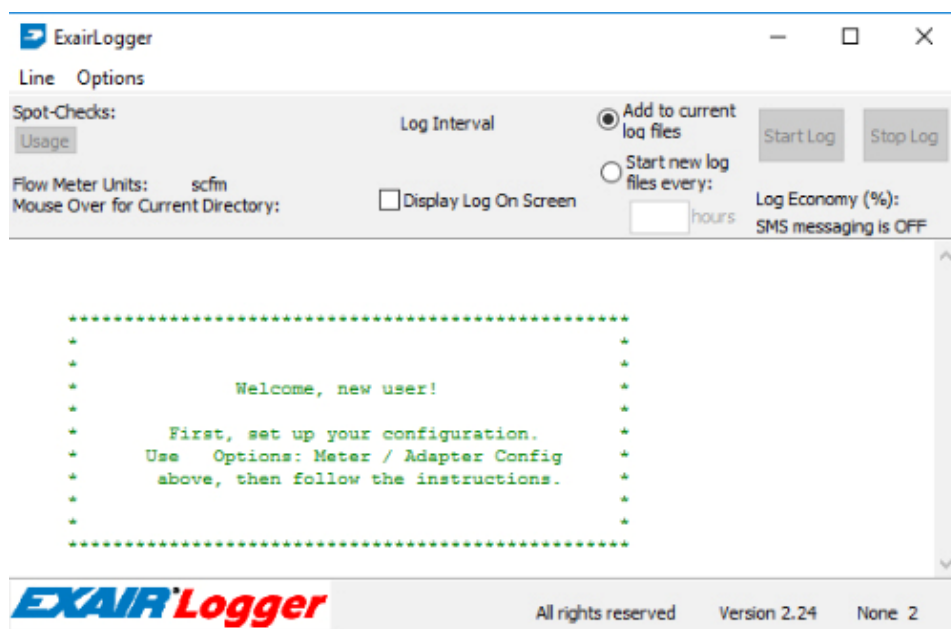 ExairLogger
Line Options
Spot-Checks:
Usage
Flow Meter Units: scfm
Mouse Over for Current Directory:
Log Interval
Display Log On Screen
Add to current
log files
Start new log
files every:
hours
Start Log Stop Log
Log Economy (%):
SMS messaging is OFF
**************************************************
* *
* *
* Welcome, new user! *
* *
* First, set up your configuration. *
* Use Options: Meter / Adapter Config *
* above, then follow the instructions. *
* *
* *
**************************************************
EXAIR Logger
All rights reserved Version 2.24 None 2